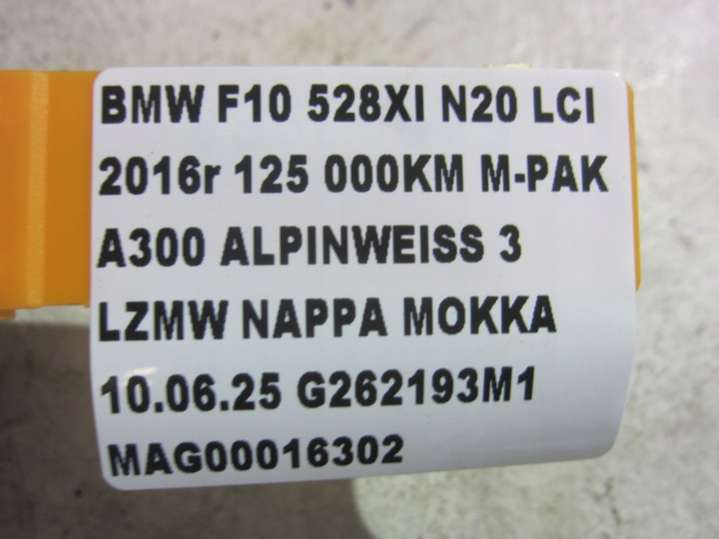 BMW F10 528XI N20 LCI
2016r 125 000KM M-PAK
A300 ALPINWEISS 3
LZMW NAPPA MOKKA
10.06.25 G262193M1
MAG00016302